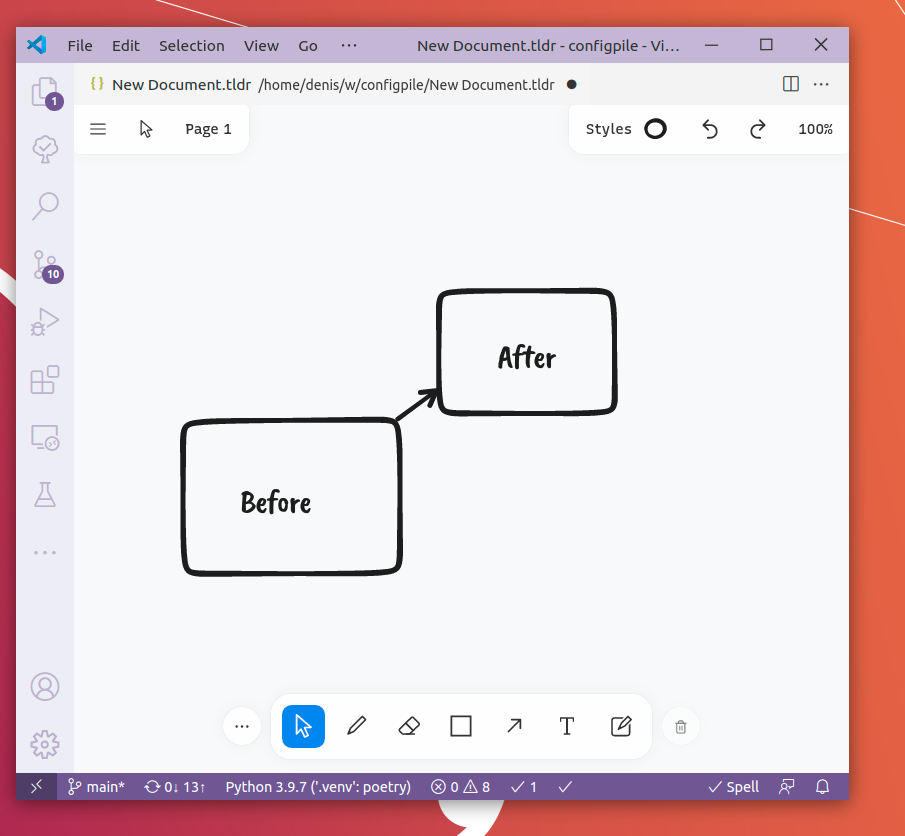 File Edit Selection View Go ··· New Document.tldr - configpile - Vi...
{} New Document.tldr /home/denis/w/configpile/New Document.tldr ● ···
1
Page 1 Styles 100%
10
After
Before
T
main* 0↓ 13↑ Python 3.9.7 ('.venv': poetry) 0 8 1 Spell